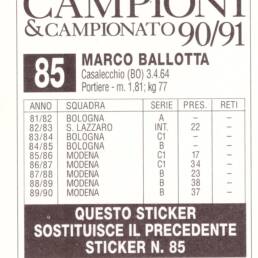 CAMPIONI
& CAMPIONATO 90/91
85 MARCO BALLOTTA
Casalecchio (BO) 3.4.64
Portiere - m. 1,81; kg 77
ANNO SQUADRA SERIE PRES. RETI
81/82 BOLOGNA A – –
82/83 S. LAZZARO INT. 22 –
83/84 BOLOGNA C1 – –
84/85 BOLOGNA B – –
85/86 MODENA C1 17 –
86/87 MODENA C1 34 –
87/88 MODENA B 23 –
88/89 MODENA B 38 –
89/90 MODENA B 37 –
QUESTO STICKER
SOSTITUISCE IL PRECEDENTE
STICKER N. 85